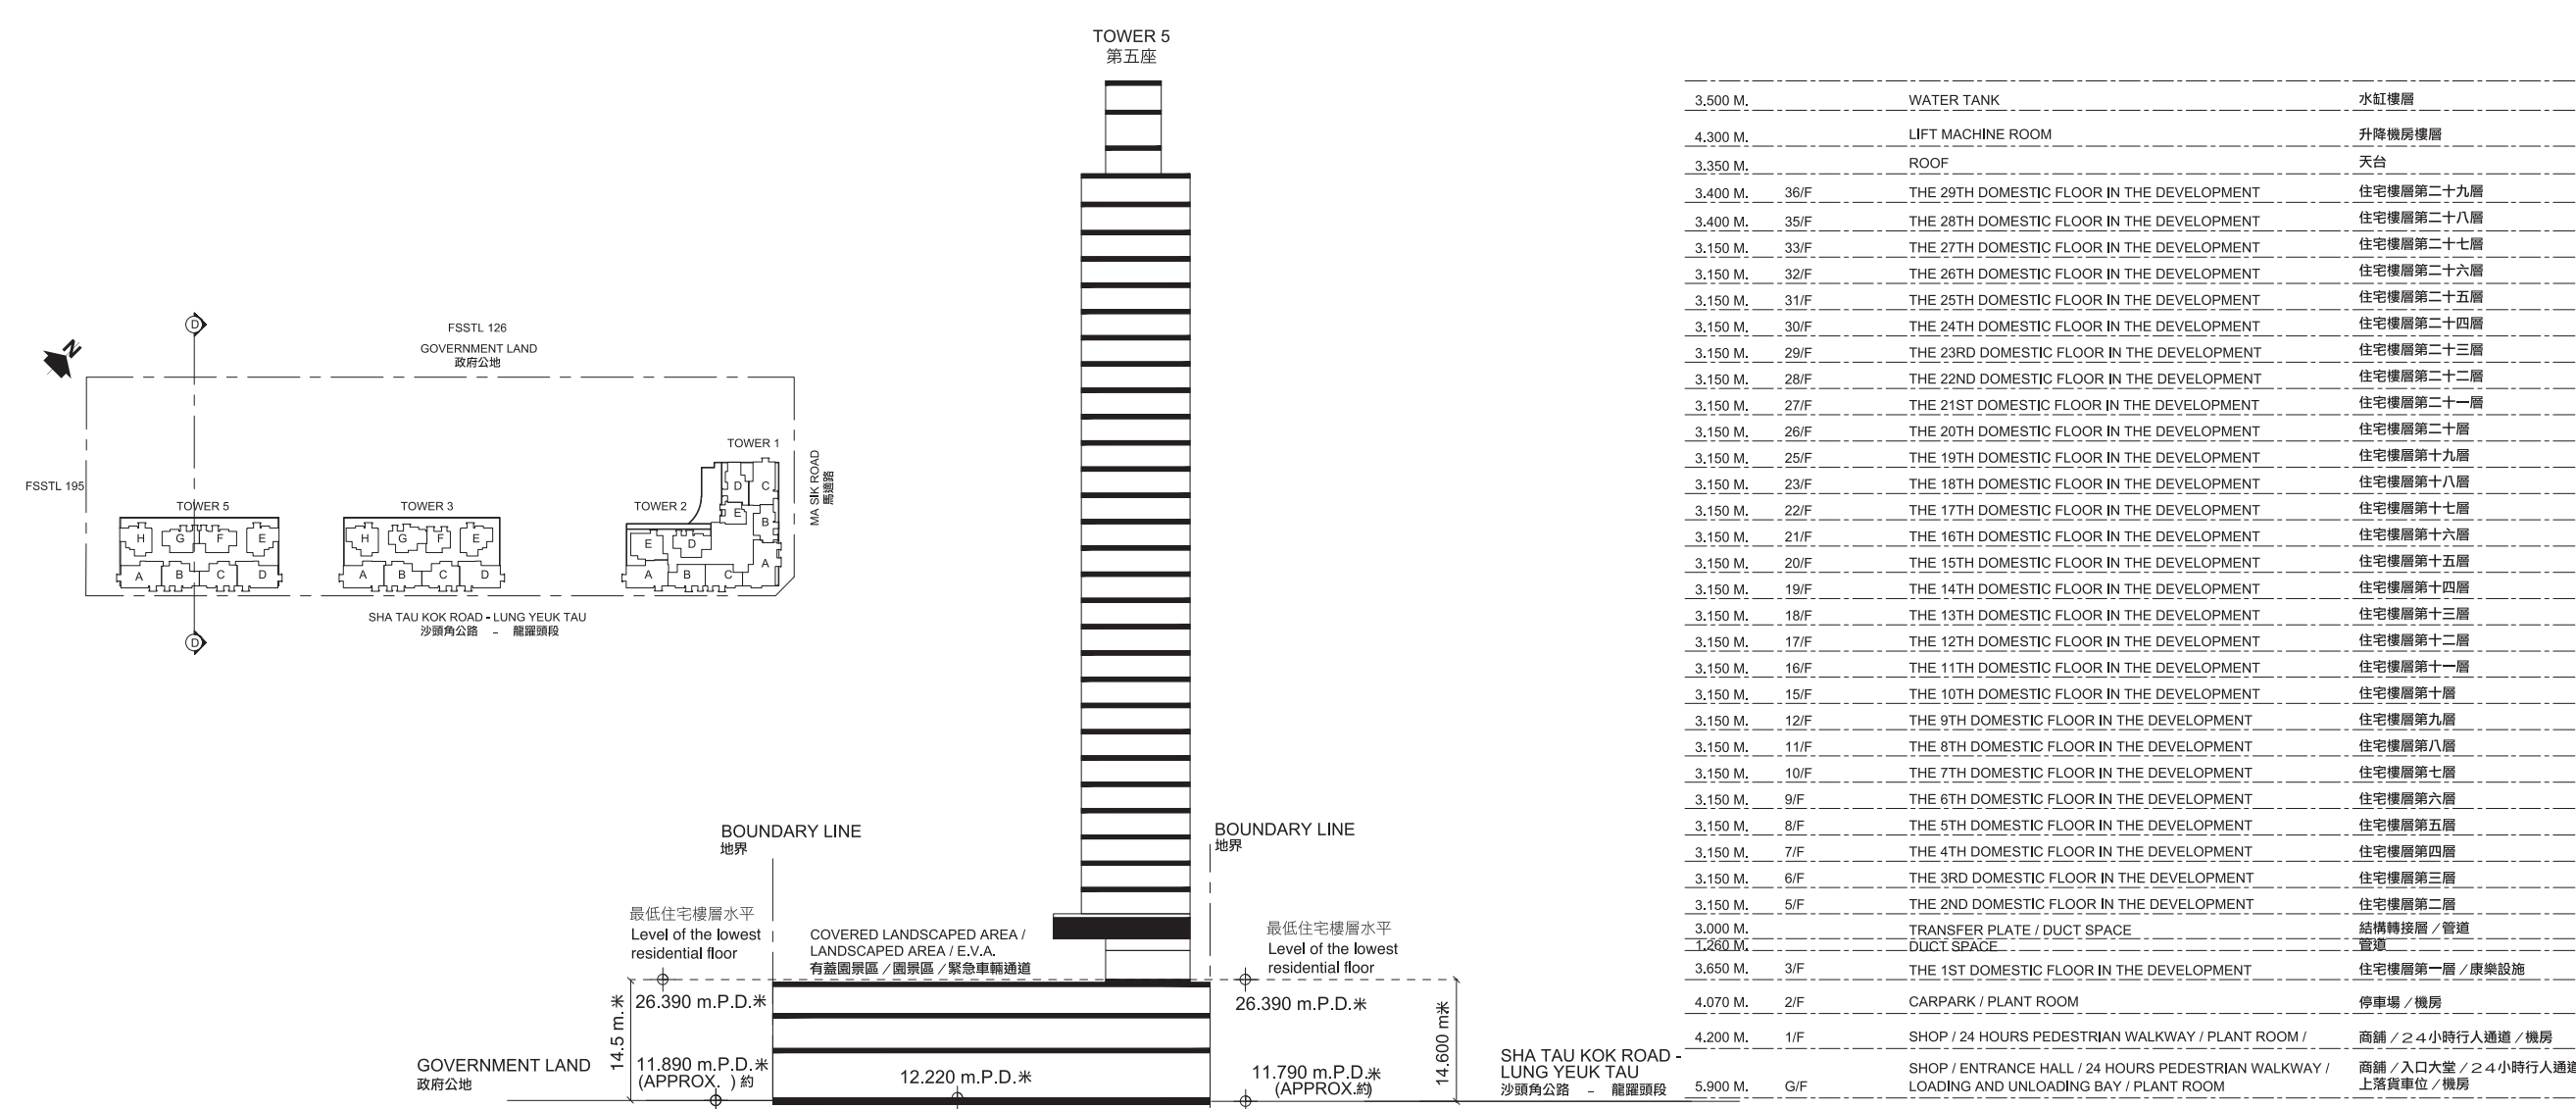 TOWER 5
第五座
N
D
FSSTL 126
GOVERNMENT LAND
政府公地
FSSTL 195
TOWER 5
H G F E
A B C D
TOWER 3
H G F E
A B C D
TOWER 2
E D
A B C
TOWER 1
D C
E B
A
MA SIK ROAD
馬適路
SHA TAU KOK ROAD - LUNG YEUK TAU
沙頭角公路 - 龍躍頭段
D
BOUNDARY LINE
地界
BOUNDARY LINE
地界
最低住宅樓層水平
Level of the lowest
residential floor
COVERED LANDSCAPED AREA /
LANDSCAPED AREA / E.V.A.
有蓋園景區 / 園景區 / 緊急車輛通道
最低住宅樓層水平
Level of the lowest
residential floor
14.5 m.米
26.390 m.P.D.米
26.390 m.P.D.米
14.600 m米
GOVERNMENT LAND
政府公地
11.890 m.P.D.米
(APPROX. ) 約
12.220 m.P.D.米
11.790 m.P.D.米
(APPROX.約)
SHA TAU KOK ROAD -
LUNG YEUK TAU
沙頭角公路 - 龍躍頭段
3.500 M. WATER TANK 水缸樓層
4.300 M. LIFT MACHINE ROOM 升降機房樓層
3.350 M. ROOF 天台
3.400 M. 36/F THE 29TH DOMESTIC FLOOR IN THE DEVELOPMENT 住宅樓層第二十九層
3.400 M. 35/F THE 28TH DOMESTIC FLOOR IN THE DEVELOPMENT 住宅樓層第二十八層
3.150 M. 33/F THE 27TH DOMESTIC FLOOR IN THE DEVELOPMENT 住宅樓層第二十七層
3.150 M. 32/F THE 26TH DOMESTIC FLOOR IN THE DEVELOPMENT 住宅樓層第二十六層
3.150 M. 31/F THE 25TH DOMESTIC FLOOR IN THE DEVELOPMENT 住宅樓層第二十五層
3.150 M. 30/F THE 24TH DOMESTIC FLOOR IN THE DEVELOPMENT 住宅樓層第二十四層
3.150 M. 29/F THE 23RD DOMESTIC FLOOR IN THE DEVELOPMENT 住宅樓層第二十三層
3.150 M. 28/F THE 22ND DOMESTIC FLOOR IN THE DEVELOPMENT 住宅樓層第二十二層
3.150 M. 27/F THE 21ST DOMESTIC FLOOR IN THE DEVELOPMENT 住宅樓層第二十一層
3.150 M. 26/F THE 20TH DOMESTIC FLOOR IN THE DEVELOPMENT 住宅樓層第二十層
3.150 M. 25/F THE 19TH DOMESTIC FLOOR IN THE DEVELOPMENT 住宅樓層第十九層
3.150 M. 23/F THE 18TH DOMESTIC FLOOR IN THE DEVELOPMENT 住宅樓層第十八層
3.150 M. 22/F THE 17TH DOMESTIC FLOOR IN THE DEVELOPMENT 住宅樓層第十七層
3.150 M. 21/F THE 16TH DOMESTIC FLOOR IN THE DEVELOPMENT 住宅樓層第十六層
3.150 M. 20/F THE 15TH DOMESTIC FLOOR IN THE DEVELOPMENT 住宅樓層第十五層
3.150 M. 19/F THE 14TH DOMESTIC FLOOR IN THE DEVELOPMENT 住宅樓層第十四層
3.150 M. 18/F THE 13TH DOMESTIC FLOOR IN THE DEVELOPMENT 住宅樓層第十三層
3.150 M. 17/F THE 12TH DOMESTIC FLOOR IN THE DEVELOPMENT 住宅樓層第十二層
3.150 M. 16/F THE 11TH DOMESTIC FLOOR IN THE DEVELOPMENT 住宅樓層第十一層
3.150 M. 15/F THE 10TH DOMESTIC FLOOR IN THE DEVELOPMENT 住宅樓層第十層
3.150 M. 12/F THE 9TH DOMESTIC FLOOR IN THE DEVELOPMENT 住宅樓層第九層
3.150 M. 11/F THE 8TH DOMESTIC FLOOR IN THE DEVELOPMENT 住宅樓層第八層
3.150 M. 10/F THE 7TH DOMESTIC FLOOR IN THE DEVELOPMENT 住宅樓層第七層
3.150 M. 9/F THE 6TH DOMESTIC FLOOR IN THE DEVELOPMENT 住宅樓層第六層
3.150 M. 8/F THE 5TH DOMESTIC FLOOR IN THE DEVELOPMENT 住宅樓層第五層
3.150 M. 7/F THE 4TH DOMESTIC FLOOR IN THE DEVELOPMENT 住宅樓層第四層
3.150 M. 6/F THE 3RD DOMESTIC FLOOR IN THE DEVELOPMENT 住宅樓層第三層
3.150 M. 5/F THE 2ND DOMESTIC FLOOR IN THE DEVELOPMENT 住宅樓層第二層
3.000 M. TRANSFER PLATE / DUCT SPACE 結構轉接層 / 管道
1.260 M. DUCT SPACE 管道
3.650 M. 3/F THE 1ST DOMESTIC FLOOR IN THE DEVELOPMENT 住宅樓層第一層 / 康樂設施
4.070 M. 2/F CARPARK / PLANT ROOM 停車場 / 機房
4.200 M. 1/F SHOP / 24 HOURS PEDESTRIAN WALKWAY / PLANT ROOM / 商舖 / 24小時行人通道 / 機房
SHOP / ENTRANCE HALL / 24 HOURS PEDESTRIAN WALKWAY / 商舖 / 入口大堂 / 24小時行人通道
5.900 M. G/F LOADING AND UNLOADING BAY / PLANT ROOM 上落貨車位 / 機房